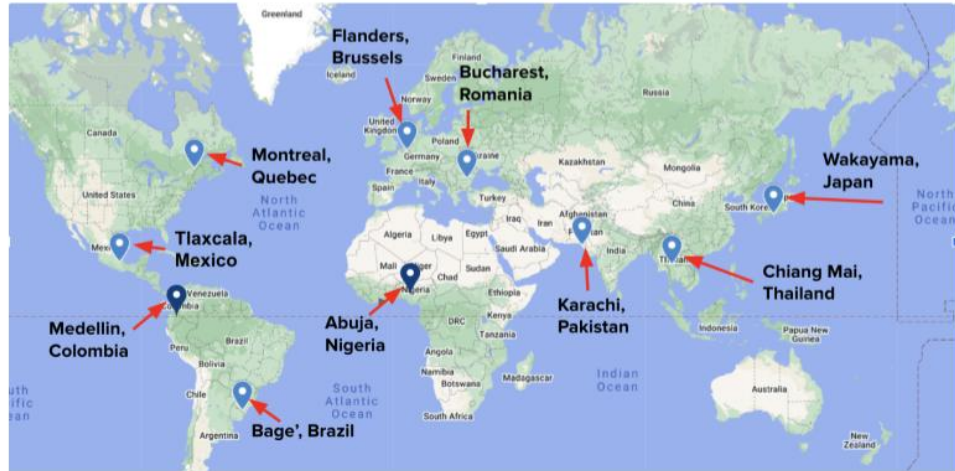 Greenland
Flanders,
Brussels
Iceland
Bucharest,
Romania
Finland
Sweden
Norway
Russia
Canada
United
Kingdom
Poland
Ukraine
Germany
France
Kazakhstan
Mongolia
Montreal,
Quebec
Wakayama,
Japan
United States
North
Atlantic
Ocean
Spain
Italy
Turkey
China
South Kore
North
Pacific
Ocean
Tlaxcala,
Mexico
Algeria
Libya
Egypt
Iraq
Iran
Afghanistan
Saudi Arabia
India
Mali
Niger
Chad
Sudan
Chiang Mai,
Thailand
Venezuela
Nigeria
Ethiopia
Karachi,
Pakistan
Medellin,
Colombia
Abuja,
Nigeria
Kenya
DRC
Tanzania
Indonesia
Papua New
Guinea
Peru
Brazil
Bolivia
Angola
Namibia
Botswana
Madagascar
Indian
Ocean
Australia
Chile
South
Atlantic
Ocean
South Africa
Bage', Brazil
Argentina
New
Zealand